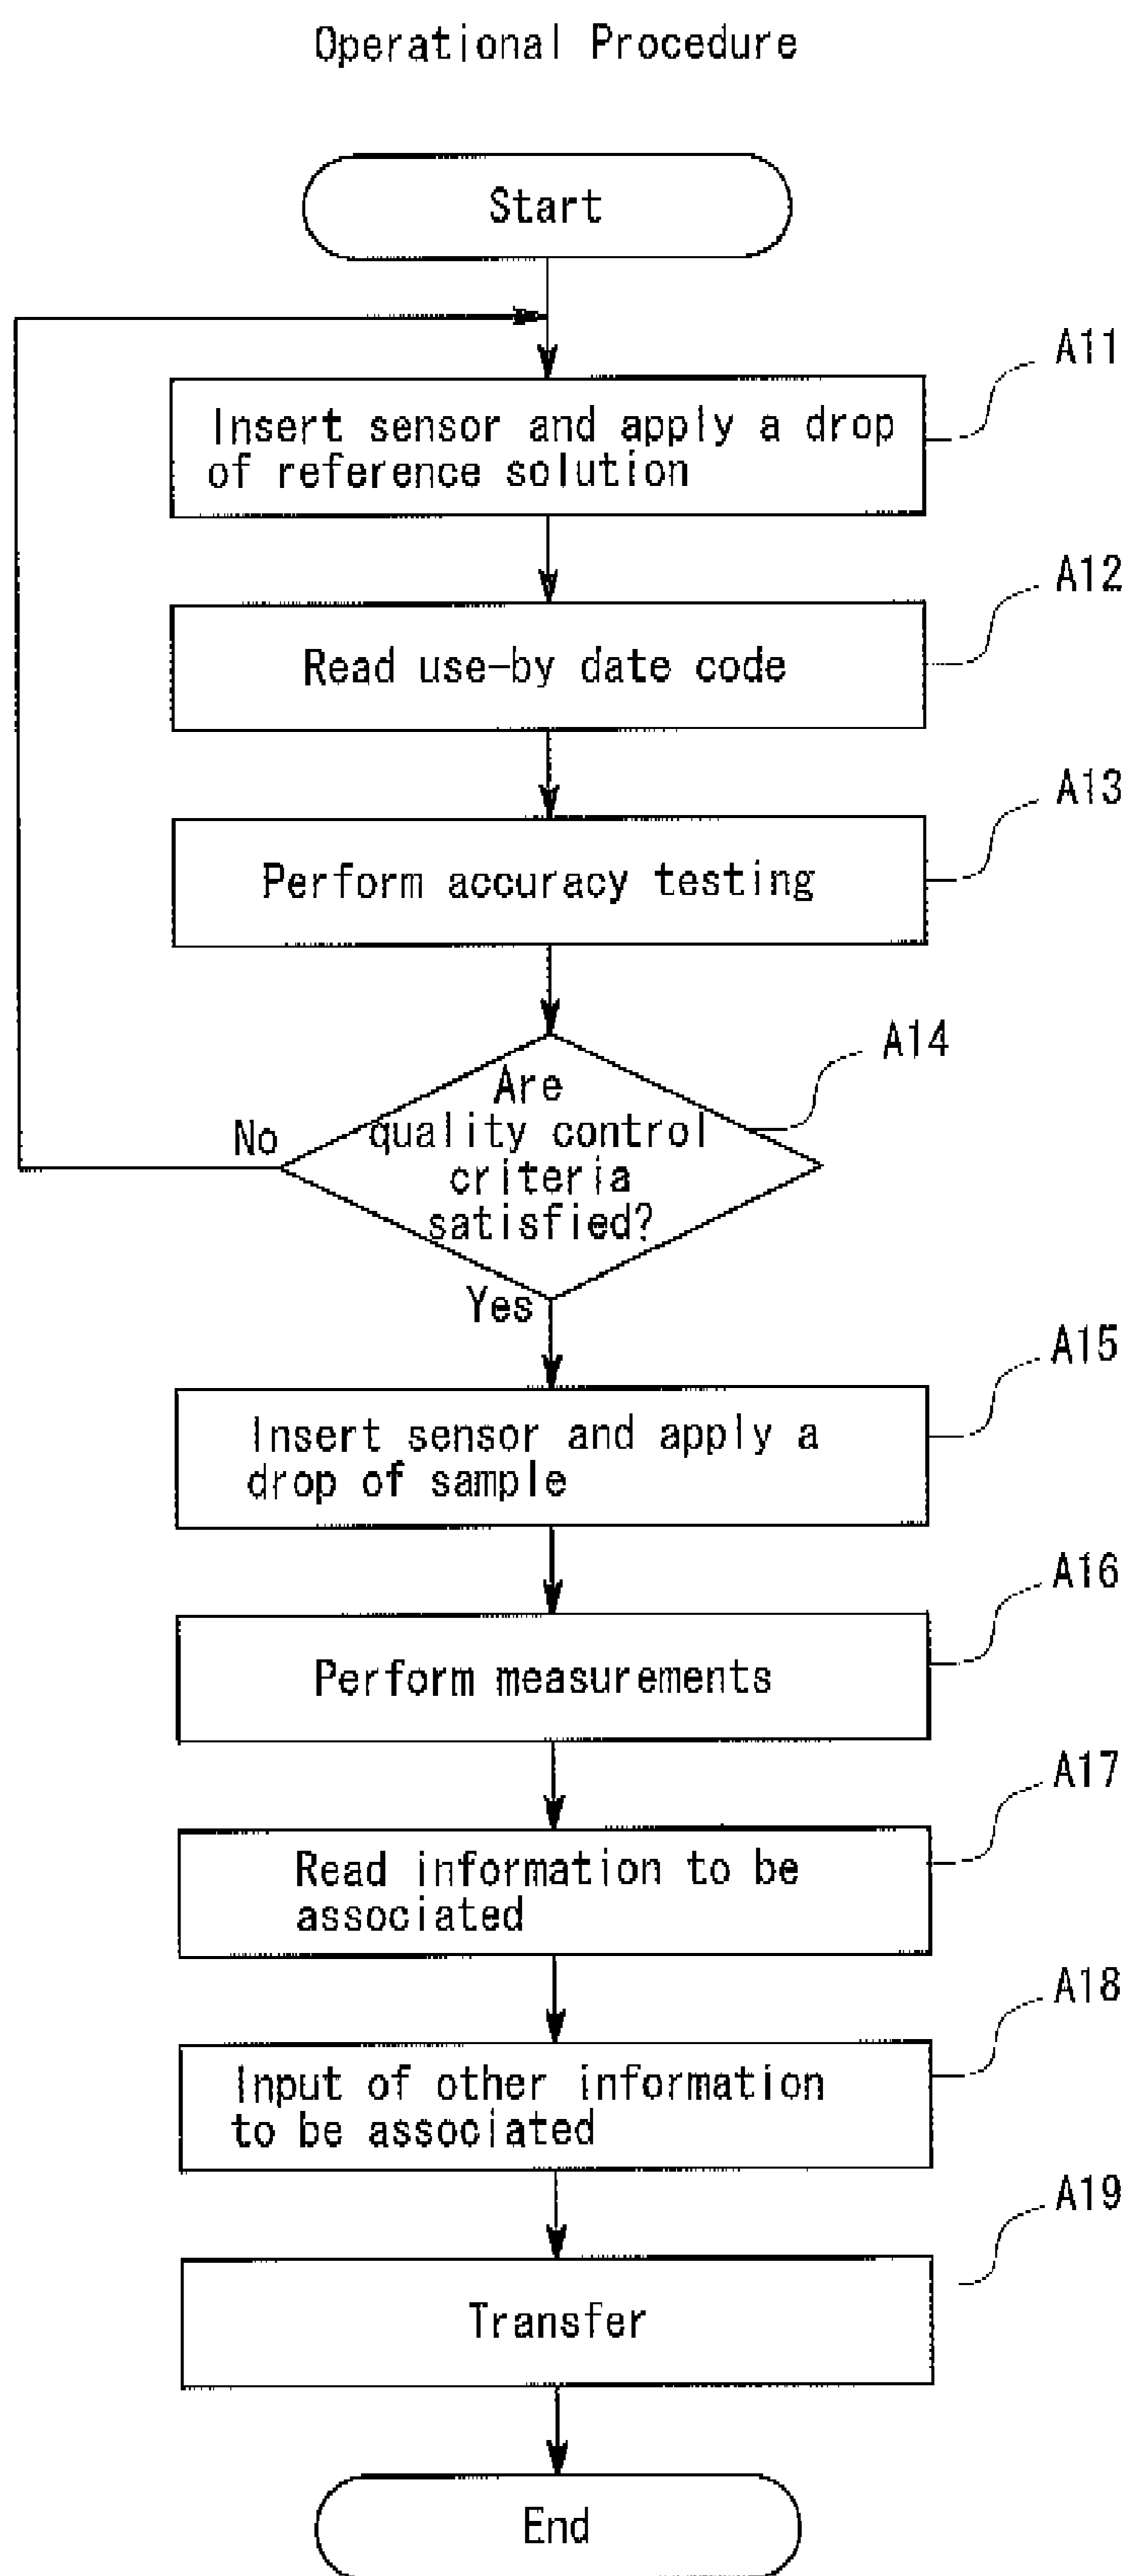 Operational Procedure
Start
A11
Insert sensor and apply a drop
of reference solution
A12
Read use-by date code
A13
Perform accuracy testing
A14
Are
quality control
criteria
satisfied?
No
Yes
A15
Insert sensor and apply a
drop of sample
A16
Perform measurements
A17
Read information to be
associated
A18
Input of other information
to be associated
A19
Transfer
End